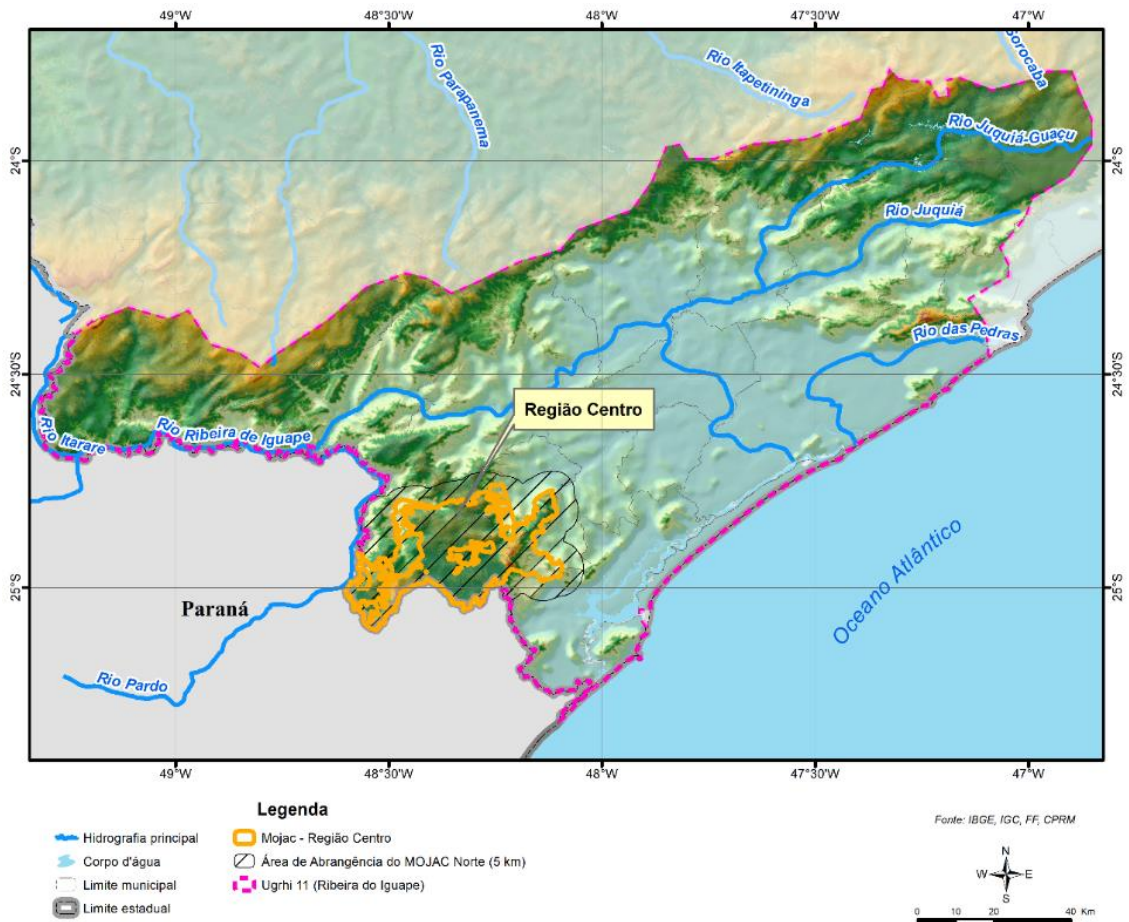 49°W
48°30'W
48°W
47°30'W
47°W
Rio Parapanema
Rio Itapetininga
Sorocaba
Rio Juquiá-Guaçu
24°S
24°S
Rio Juquiá
Rio das Pedras
24°30'S
24°30'S
Região Centro
Rio Itarare
Rio Ribeira de Iguape
25°S
25°S
Paraná
Oceano Atlântico
Rio Pardo
49°W
48°30'W
48°W
47°30'W
47°W
Legenda
Hidrografia principal
Corpo d'água
Limite municipal
Limite estadual
Mojac - Região Centro
Área de Abrangência do MOJAC Norte (5 km)
Ugrhi 11 (Ribeira do Iguape)
Fonte: IBGE, IGC, FF, CPRM
N
W E
S
0 10 20 40 Km